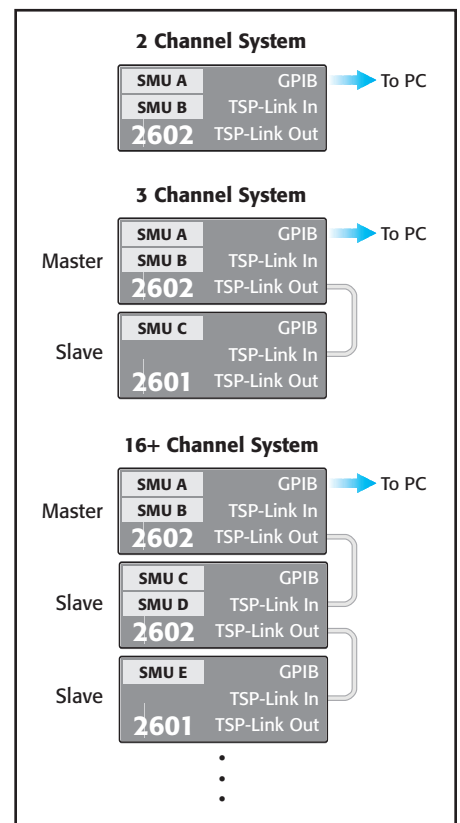 2 Channel System
SMU A GPIB To PC
SMU B TSP-Link In
2602 TSP-Link Out
3 Channel System
SMU A GPIB To PC
Master SMU B TSP-Link In
2602 TSP-Link Out
SMU C GPIB
Slave TSP-Link In
2601 TSP-Link Out
16+ Channel System
SMU A GPIB To PC
Master SMU B TSP-Link In
2602 TSP-Link Out
SMU C GPIB
Slave SMU D TSP-Link In
2602 TSP-Link Out
SMU E GPIB
Slave TSP-Link In
2601 TSP-Link Out